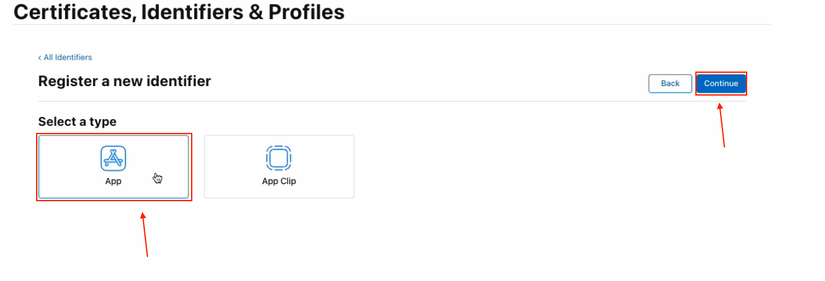 Certificates, Identifiers & Profiles
‹ All Identifiers
Register a new identifier
Back
Continue
Select a type
App
App Clip